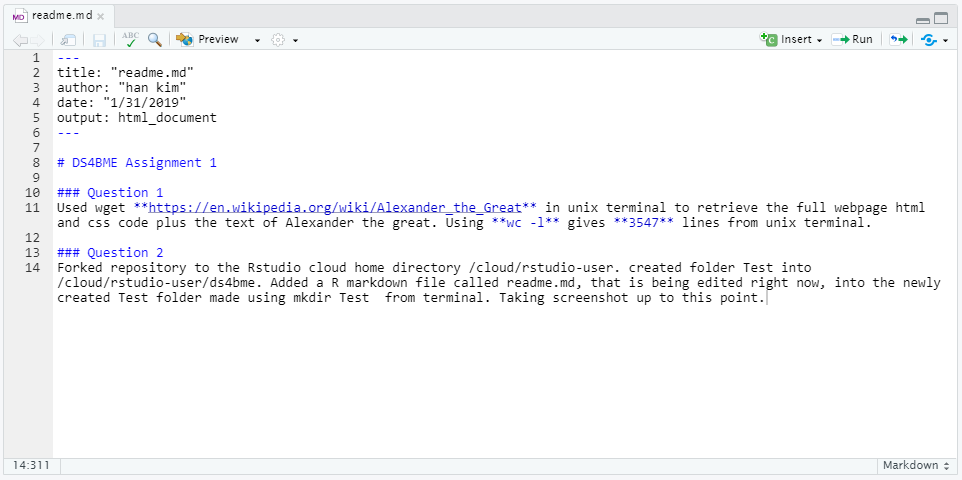 readme.md
ABC
Preview
Insert
Run
1 ---
2 title: "readme.md"
3 author: "han kim"
4 date: "1/31/2019"
5 output: html_document
6 ---
7
8 # DS4BME Assignment 1
9
10 ### Question 1
11 Used wget **https://en.wikipedia.org/wiki/Alexander_the_Great** in unix terminal to retrieve the full webpage html
and css code plus the text of Alexander the great. Using **wc -l** gives **3547** lines from unix terminal.
12
13 ### Question 2
14 Forked repository to the Rstudio cloud home directory /cloud/rstudio-user. created folder Test into
/cloud/rstudio-user/ds4bme. Added a R markdown file called readme.md, that is being edited right now, into the newly
created Test folder made using mkdir Test  from terminal. Taking screenshot up to this point.
14:311
Markdown